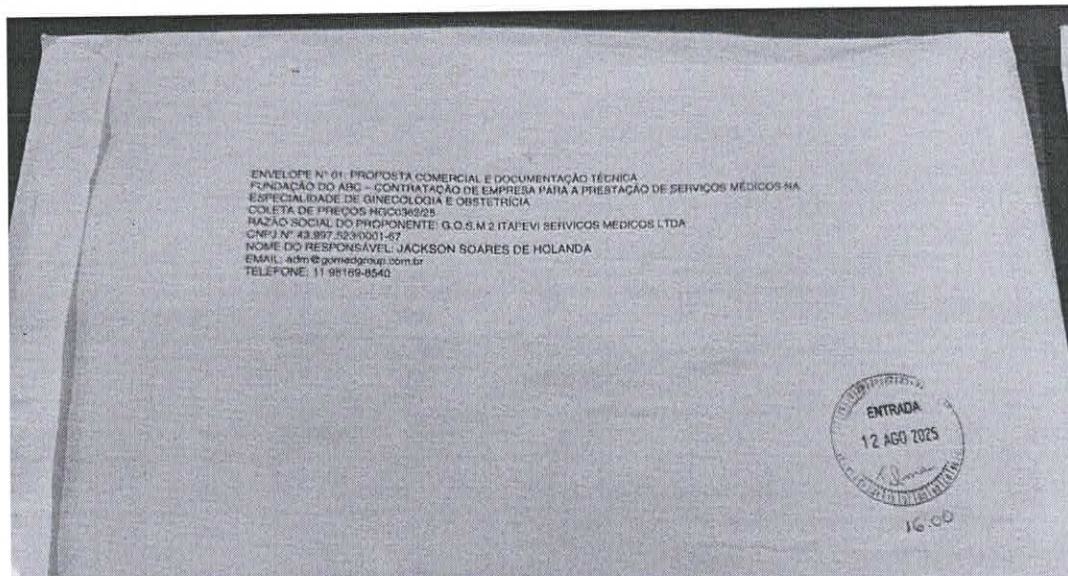 ENVELOPE Nº 01: PROPOSTA COMERCIAL E DOCUMENTAÇÃO TÉCNICA
FUNDAÇÃO DO ABC – CONTRATAÇÃO DE EMPRESA PARA A PRESTAÇÃO DE SERVIÇOS MÉDICOS NA
ESPECIALIDADE DE GINECOLOGIA E OBSTETRÍCIA
COLETA DE PREÇOS HGC0362/25
RAZÃO SOCIAL DO PROPONENTE: G.O.S.M 2 ITAPEVI SERVICOS MEDICOS LTDA
CNPJ Nº 43.997.523/0001-67
NOME DO RESPONSÁVEL: JACKSON SOARES DE HOLANDA
EMAIL: adm@gomedgroup.com.br
TELEFONE: 11 98169-8540
ENTRADA
12 AGO 2025
16:00